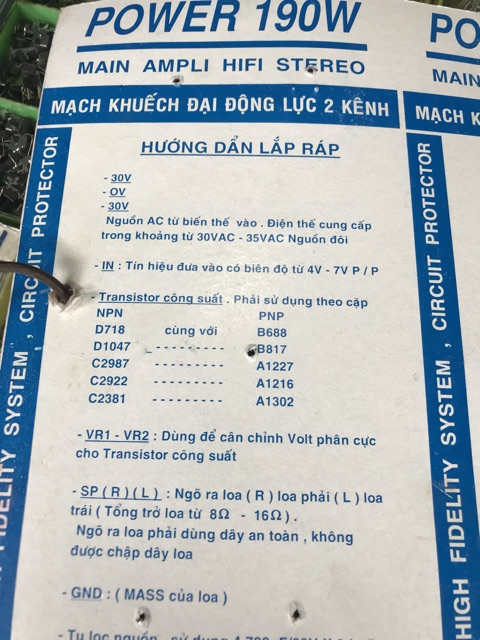 POWER 190W
MAIN AMPLI HIFI STEREO
MẠCH KHUẾCH ĐẠI ĐỘNG LỰC 2 KÊNH
HƯỚNG DẨN LẮP RÁP
- 30V
- OV
- 30V
Nguồn AC từ biến thế vào . Điện thế cung cấp
trong khoảng từ 30VAC - 35VAC Nguồn đôi
- IN : Tín hiệu đưa vào có biên độ từ 4V - 7V P / P
- Transistor công suất . Phải sử dụng theo cặp
NPN PNP
D718 cùng với B688
D1047 - - - - - - - - - B817
C2987 - - - - - - - - - A1227
C2922 - - - - - - - - - A1216
C2381 - - - - - - - - - A1302
- VR1 - VR2 : Dùng để cân chỉnh Volt phân cực
cho Transistor công suất
- SP ( R ) ( L ) : Ngõ ra loa ( R ) loa phải ( L ) loa
trái ( Tổng trở loa từ 8Ω - 16Ω ) .
Ngõ ra loa phải dùng dây an toàn , không
được chập dây loa
- GND : ( MASS của loa )
- Tụ lọc nguồn
FIDELITY SYSTEM , CIRCUIT PROTECTOR
PO
MAIN
MẠCH K
HIGH FIDELITY SYSTEM , CIRCUIT PROTECTOR